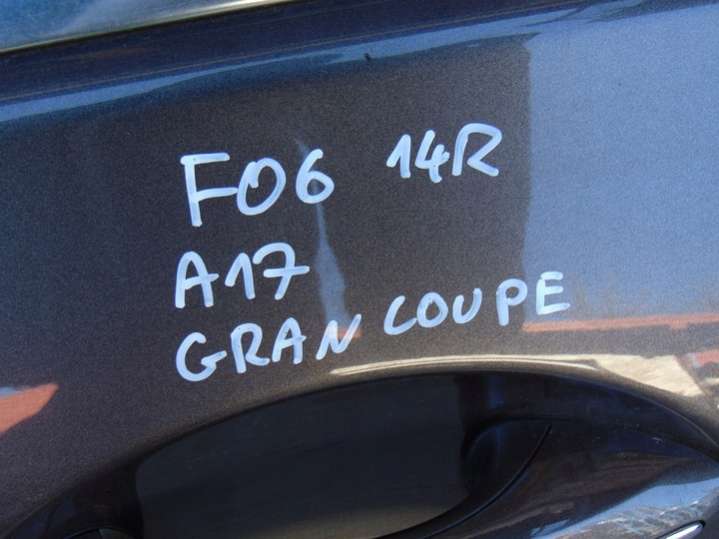 F06 14R
A17
GRAN COUPE